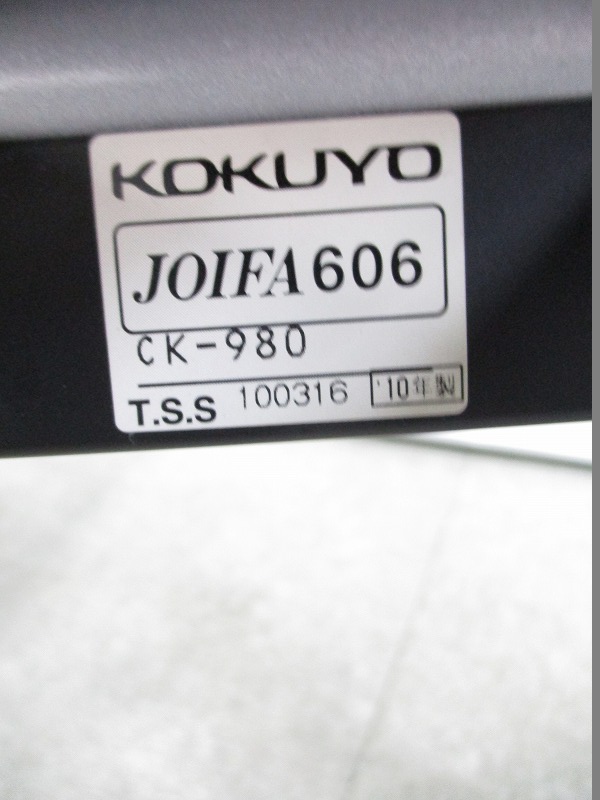 KOKUYO
JOIFA606
CK-980
T.S.S 100316 '10年製